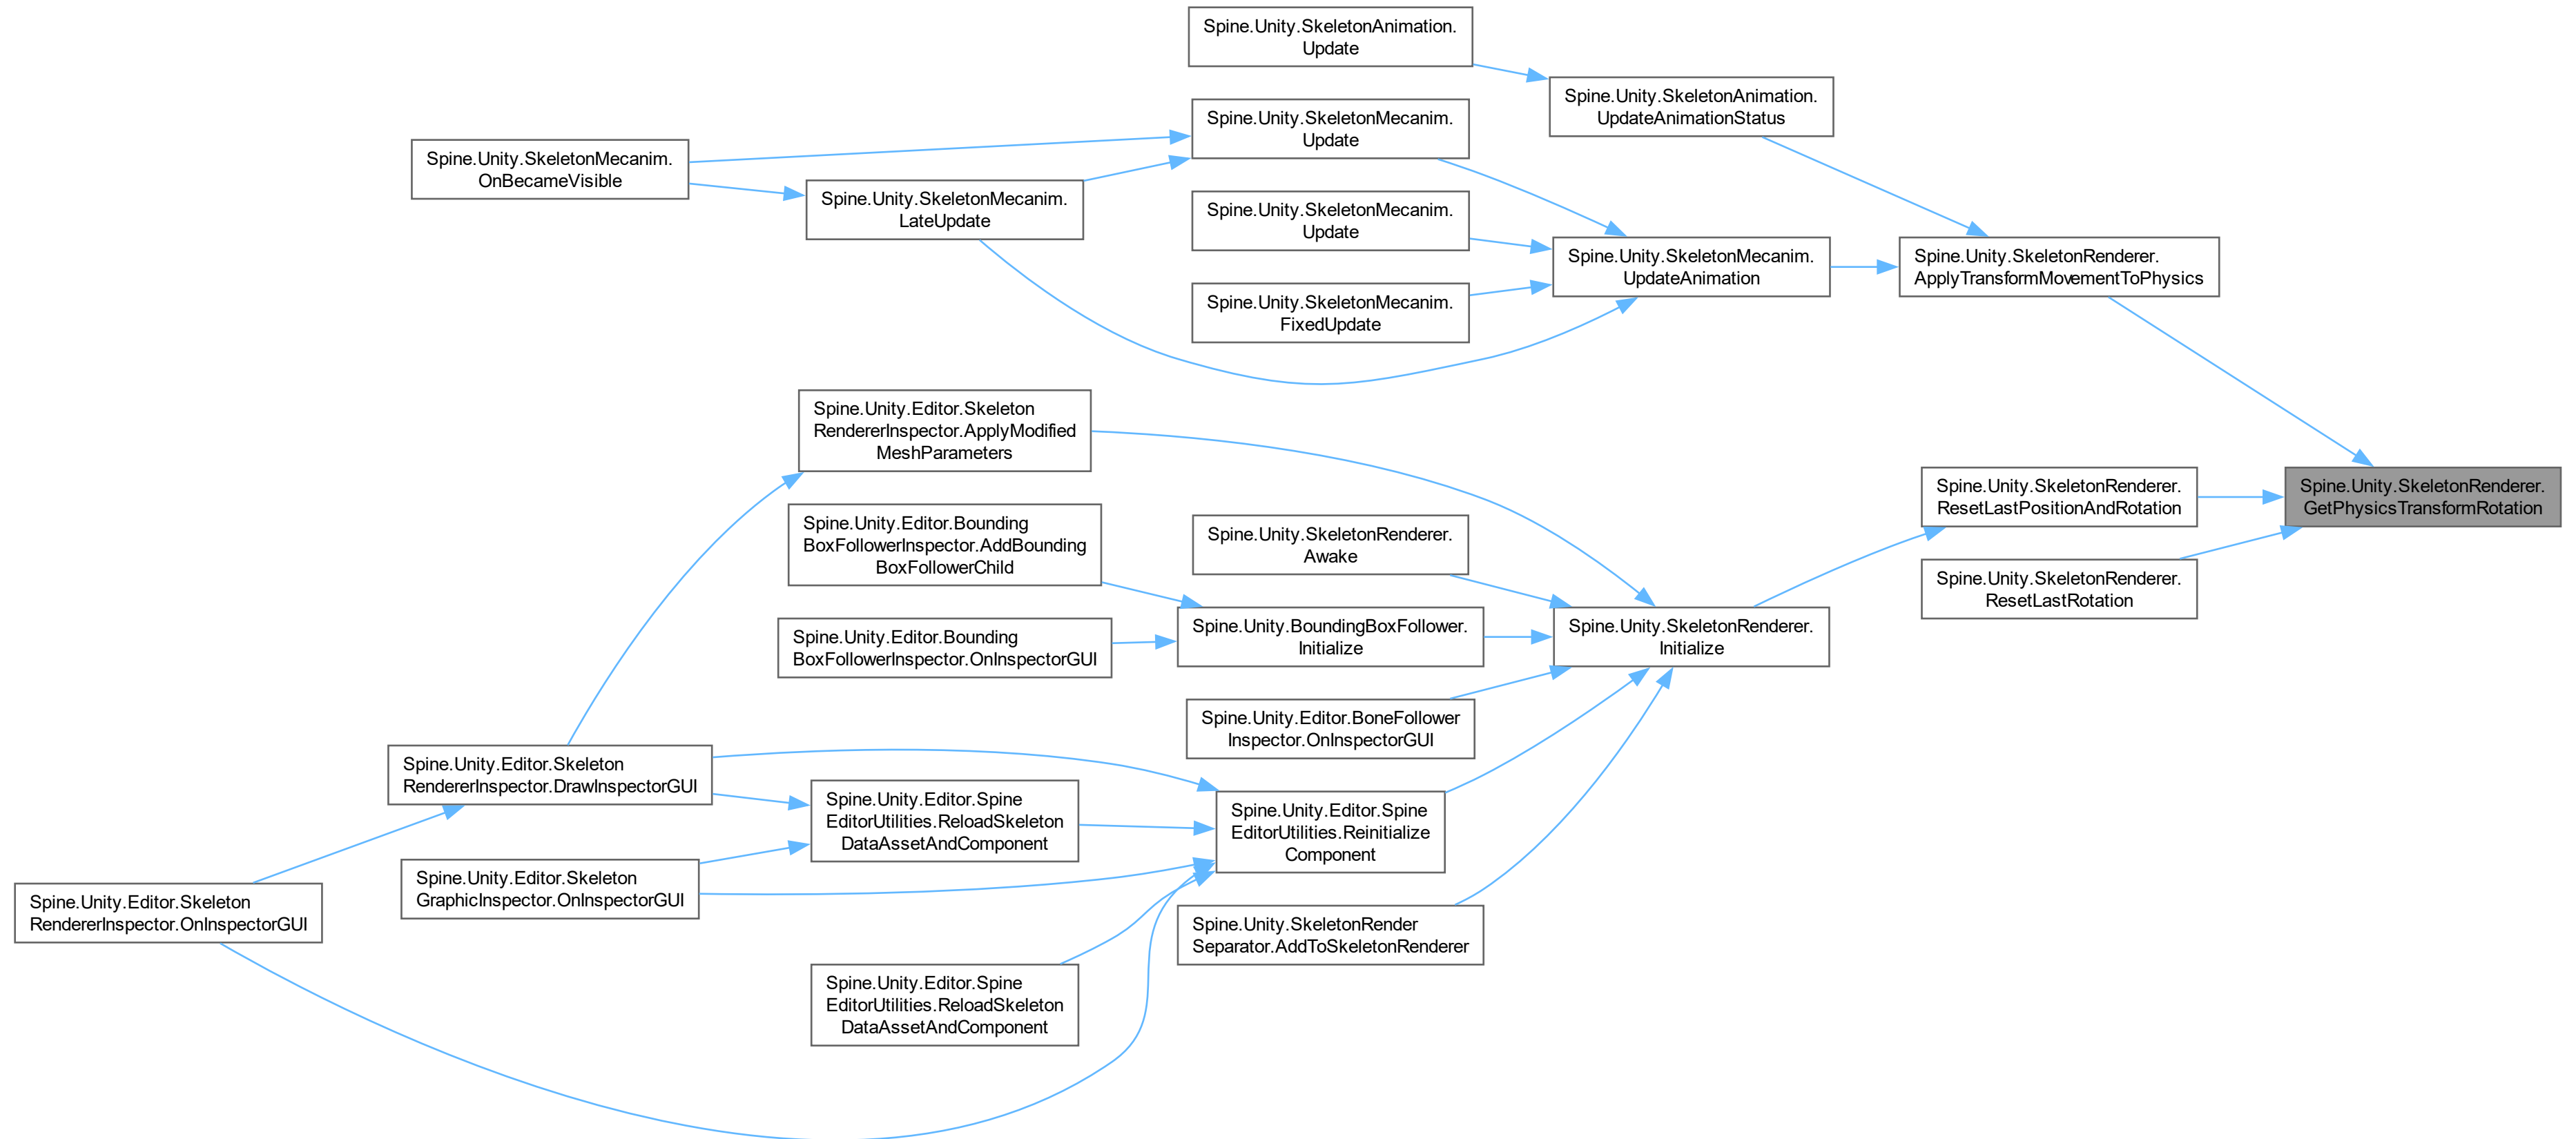 Spine.Unity.SkeletonAnimation.
Update
Spine.Unity.SkeletonAnimation.
UpdateAnimationStatus
Spine.Unity.SkeletonMecanim.
Update
Spine.Unity.SkeletonMecanim.
OnBecameVisible
Spine.Unity.SkeletonMecanim.
LateUpdate
Spine.Unity.SkeletonMecanim.
Update
Spine.Unity.SkeletonMecanim.
UpdateAnimation
Spine.Unity.SkeletonRenderer.
ApplyTransformMovementToPhysics
Spine.Unity.SkeletonMecanim.
FixedUpdate
Spine.Unity.Editor.Skeleton
RendererInspector.ApplyModified
MeshParameters
Spine.Unity.SkeletonRenderer.
ResetLastPositionAndRotation
Spine.Unity.SkeletonRenderer.
GetPhysicsTransformRotation
Spine.Unity.Editor.Bounding
BoxFollowerInspector.AddBounding
BoxFollowerChild
Spine.Unity.SkeletonRenderer.
Awake
Spine.Unity.SkeletonRenderer.
ResetLastRotation
Spine.Unity.Editor.Bounding
BoxFollowerInspector.OnInspectorGUI
Spine.Unity.BoundingBoxFollower.
Initialize
Spine.Unity.SkeletonRenderer.
Initialize
Spine.Unity.Editor.BoneFollower
Inspector.OnInspectorGUI
Spine.Unity.Editor.Skeleton
RendererInspector.DrawInspectorGUI
Spine.Unity.Editor.Spine
EditorUtilities.ReloadSkeleton
DataAssetAndComponent
Spine.Unity.Editor.Spine
EditorUtilities.Reinitialize
Component
Spine.Unity.Editor.Skeleton
GraphicInspector.OnInspectorGUI
Spine.Unity.Editor.Skeleton
RendererInspector.OnInspectorGUI
Spine.Unity.SkeletonRender
Separator.AddToSkeletonRenderer
Spine.Unity.Editor.Spine
EditorUtilities.ReloadSkeleton
DataAssetAndComponent